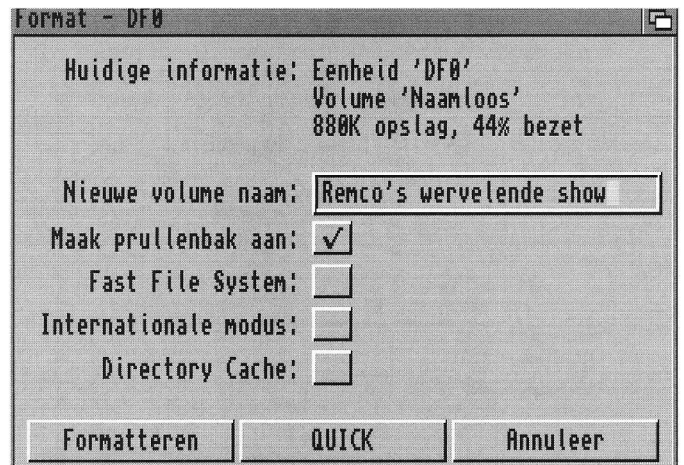 Format - DF0
Huidige informatie: Eenheid 'DF0'
Volume 'Naamloos'
880K opslag, 44% bezet
Nieuwe volume naam: Remco's wervelende show
Maak prullenbak aan: ✓
Fast File System:
Internationale modus:
Directory Cache:
Formatteren QUICK Annuleer